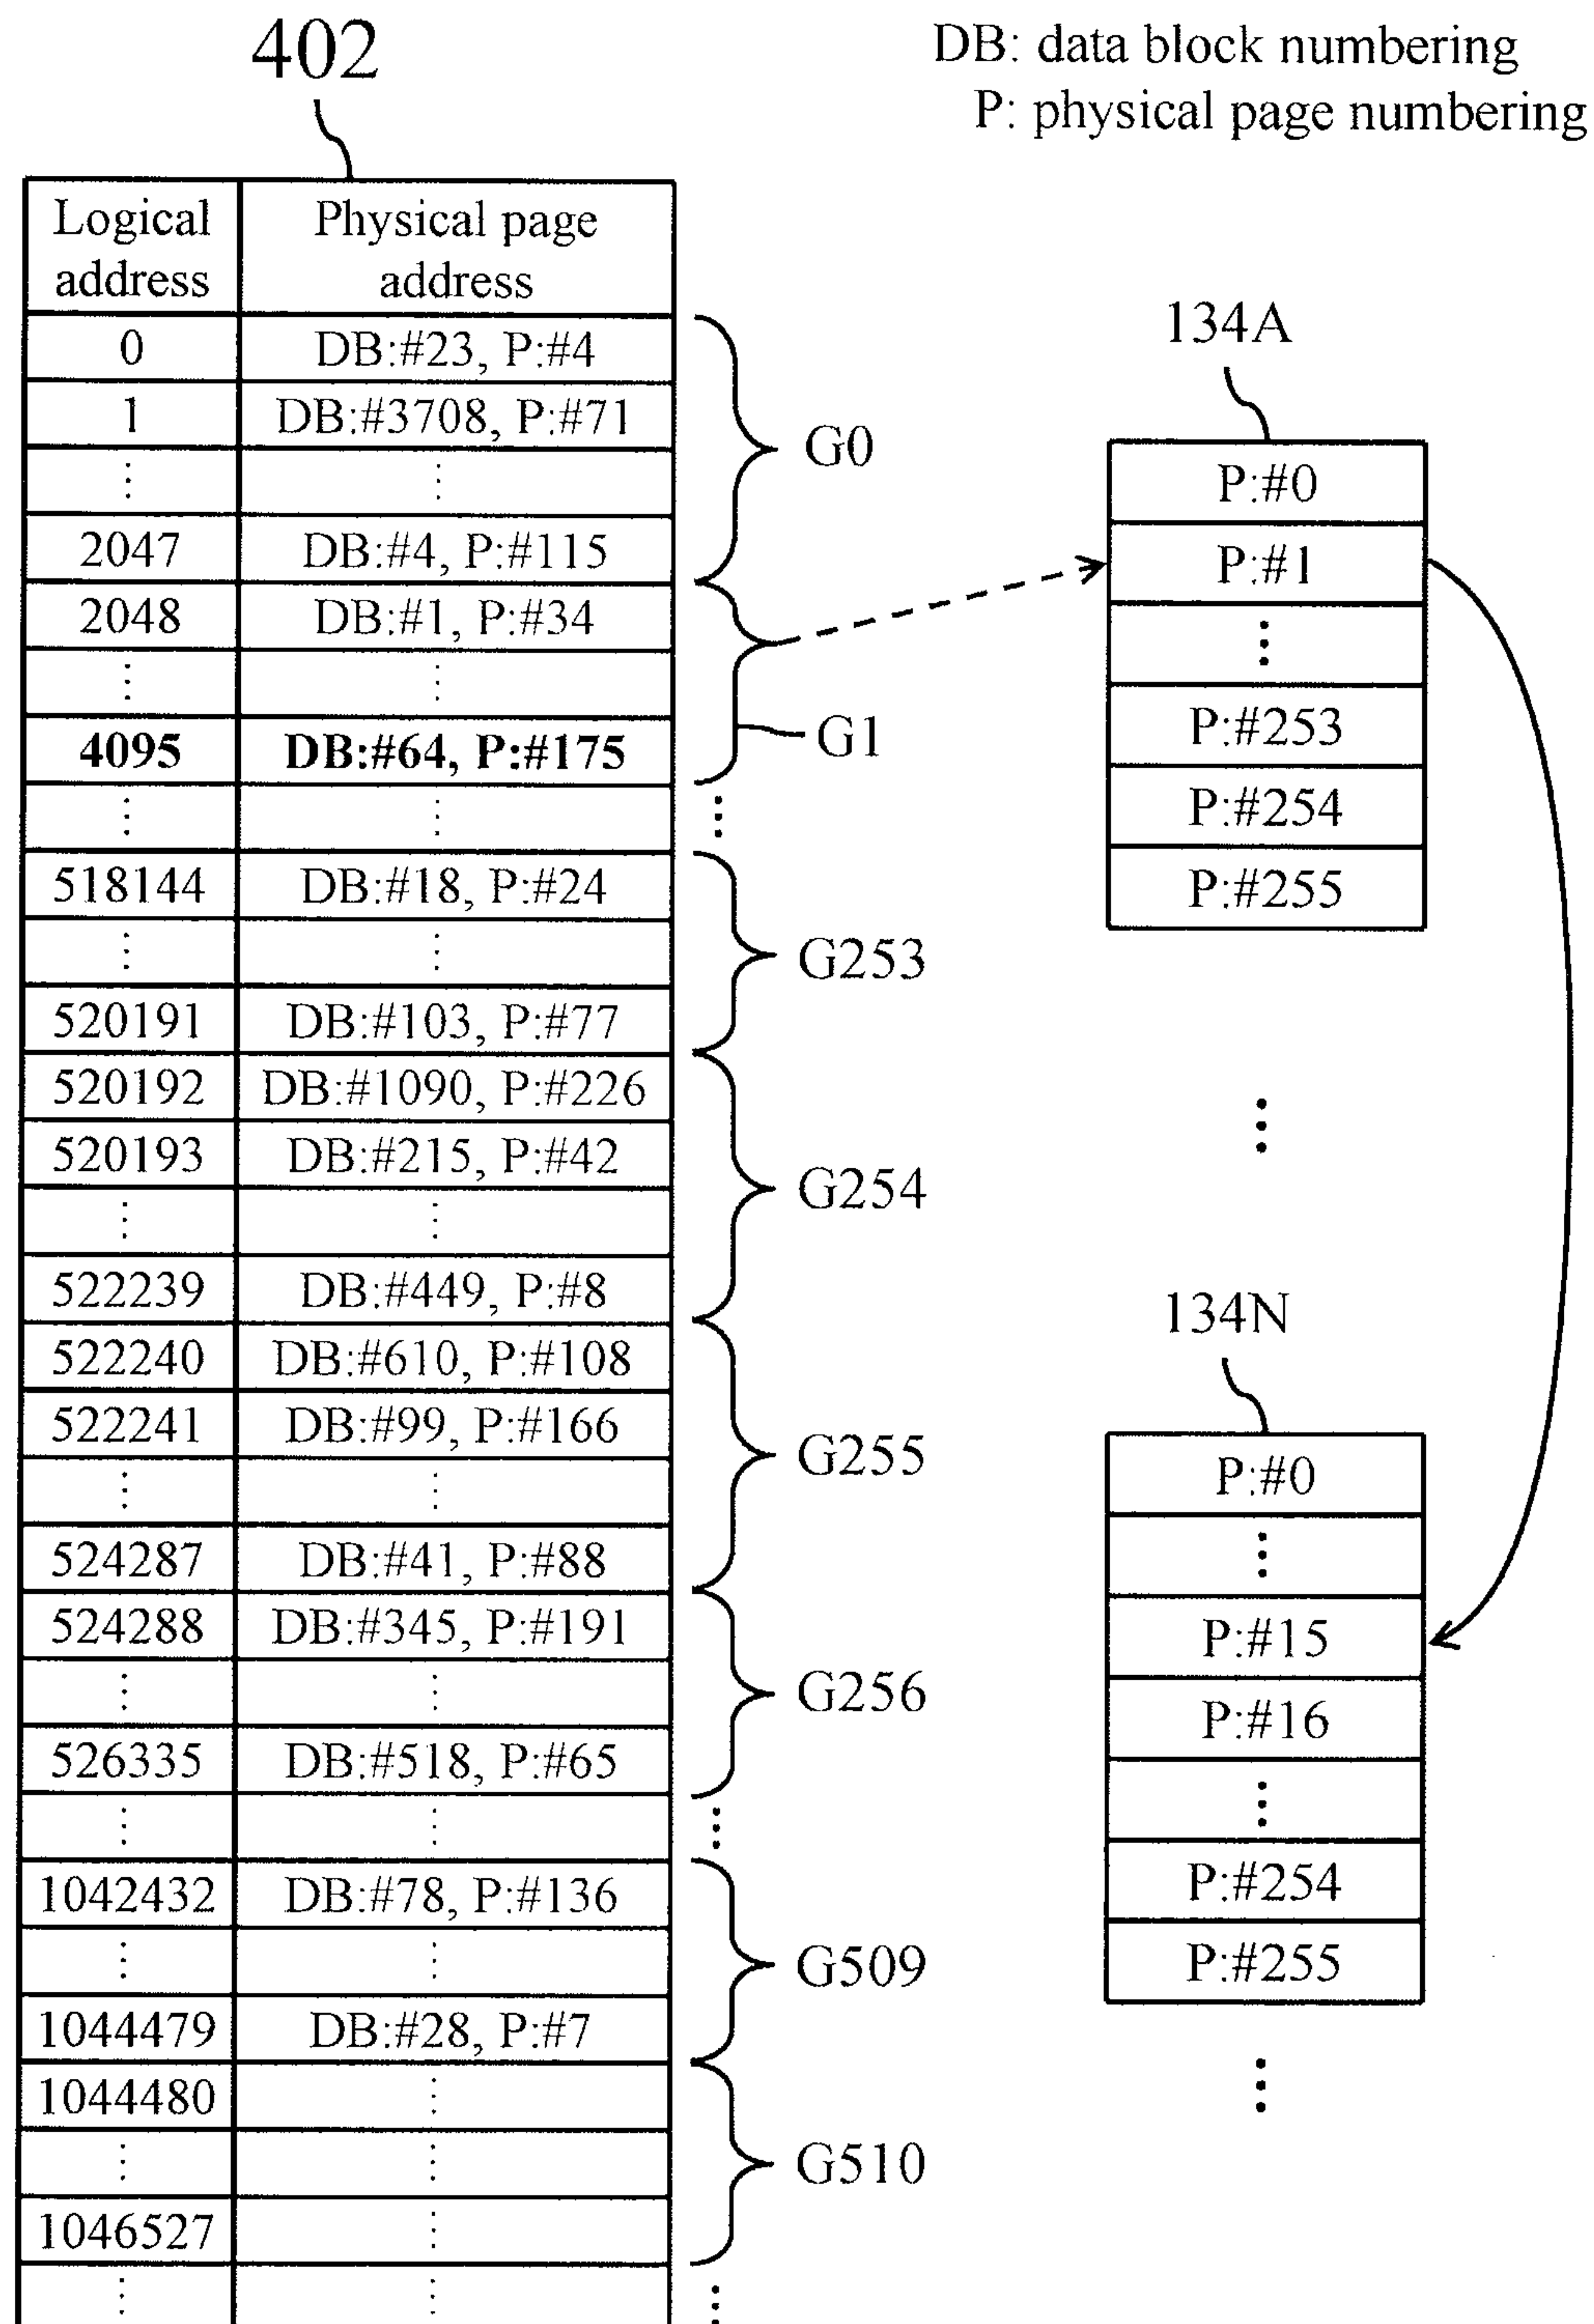 402
DB: data block numbering
P: physical page numbering
Logical address Physical page address
0 DB:#23, P:#4
1 DB:#3708, P:#71
⋮ ⋮
2047 DB:#4, P:#115
G0
2048 DB:#1, P:#34
⋮ ⋮
4095 DB:#64, P:#175
G1
⋮ ⋮ ⋮
518144 DB:#18, P:#24
⋮ ⋮
520191 DB:#103, P:#77
G253
520192 DB:#1090, P:#226
520193 DB:#215, P:#42
⋮ ⋮
522239 DB:#449, P:#8
G254
522240 DB:#610, P:#108
522241 DB:#99, P:#166
⋮ ⋮
524287 DB:#41, P:#88
G255
524288 DB:#345, P:#191
⋮ ⋮
526335 DB:#518, P:#65
G256
⋮ ⋮ ⋮
1042432 DB:#78, P:#136
⋮ ⋮
1044479 DB:#28, P:#7
G509
1044480 ⋮
⋮ ⋮
1046527 ⋮
G510
⋮ ⋮ ⋮
134A
P:#0
P:#1
⋮
P:#253
P:#254
P:#255
⋮
134N
P:#0
⋮
P:#15
P:#16
⋮
P:#254
P:#255
⋮